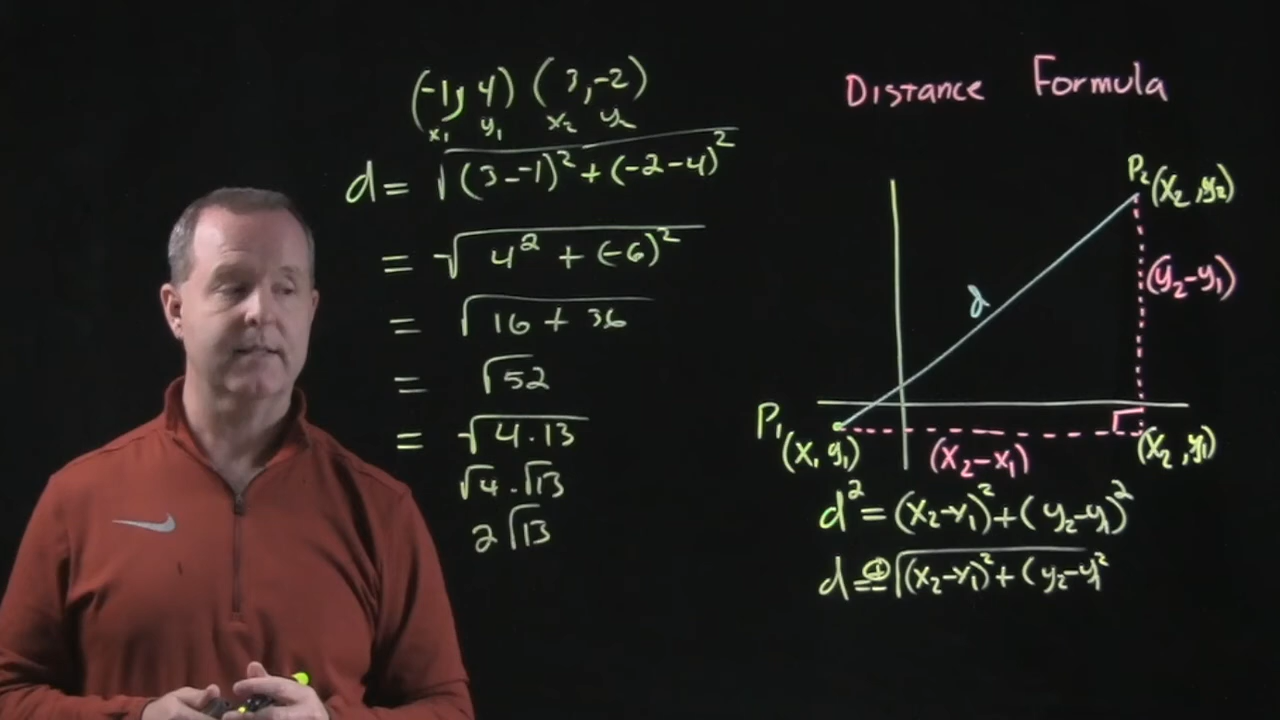 (-1, 4) (3, -2)
x₁ y₁ x₂ y₂
d = √((3 - -1)² + (-2 - 4)²)
= √(4² + (-6)²)
= √(16 + 36)
= √52
= √(4 · 13)
√4 · √13
2√13
Distance Formula
P₂ (x₂, y₂)
(y₂ - y₁)
d
P₁
(x₁, y₁)
(x₂ - x₁)
(x₂, y₁)
d² = (x₂ - x₁)² + (y₂ - y₁)²
d = ±√((x₂ - x₁)² + (y₂ - y₁)²